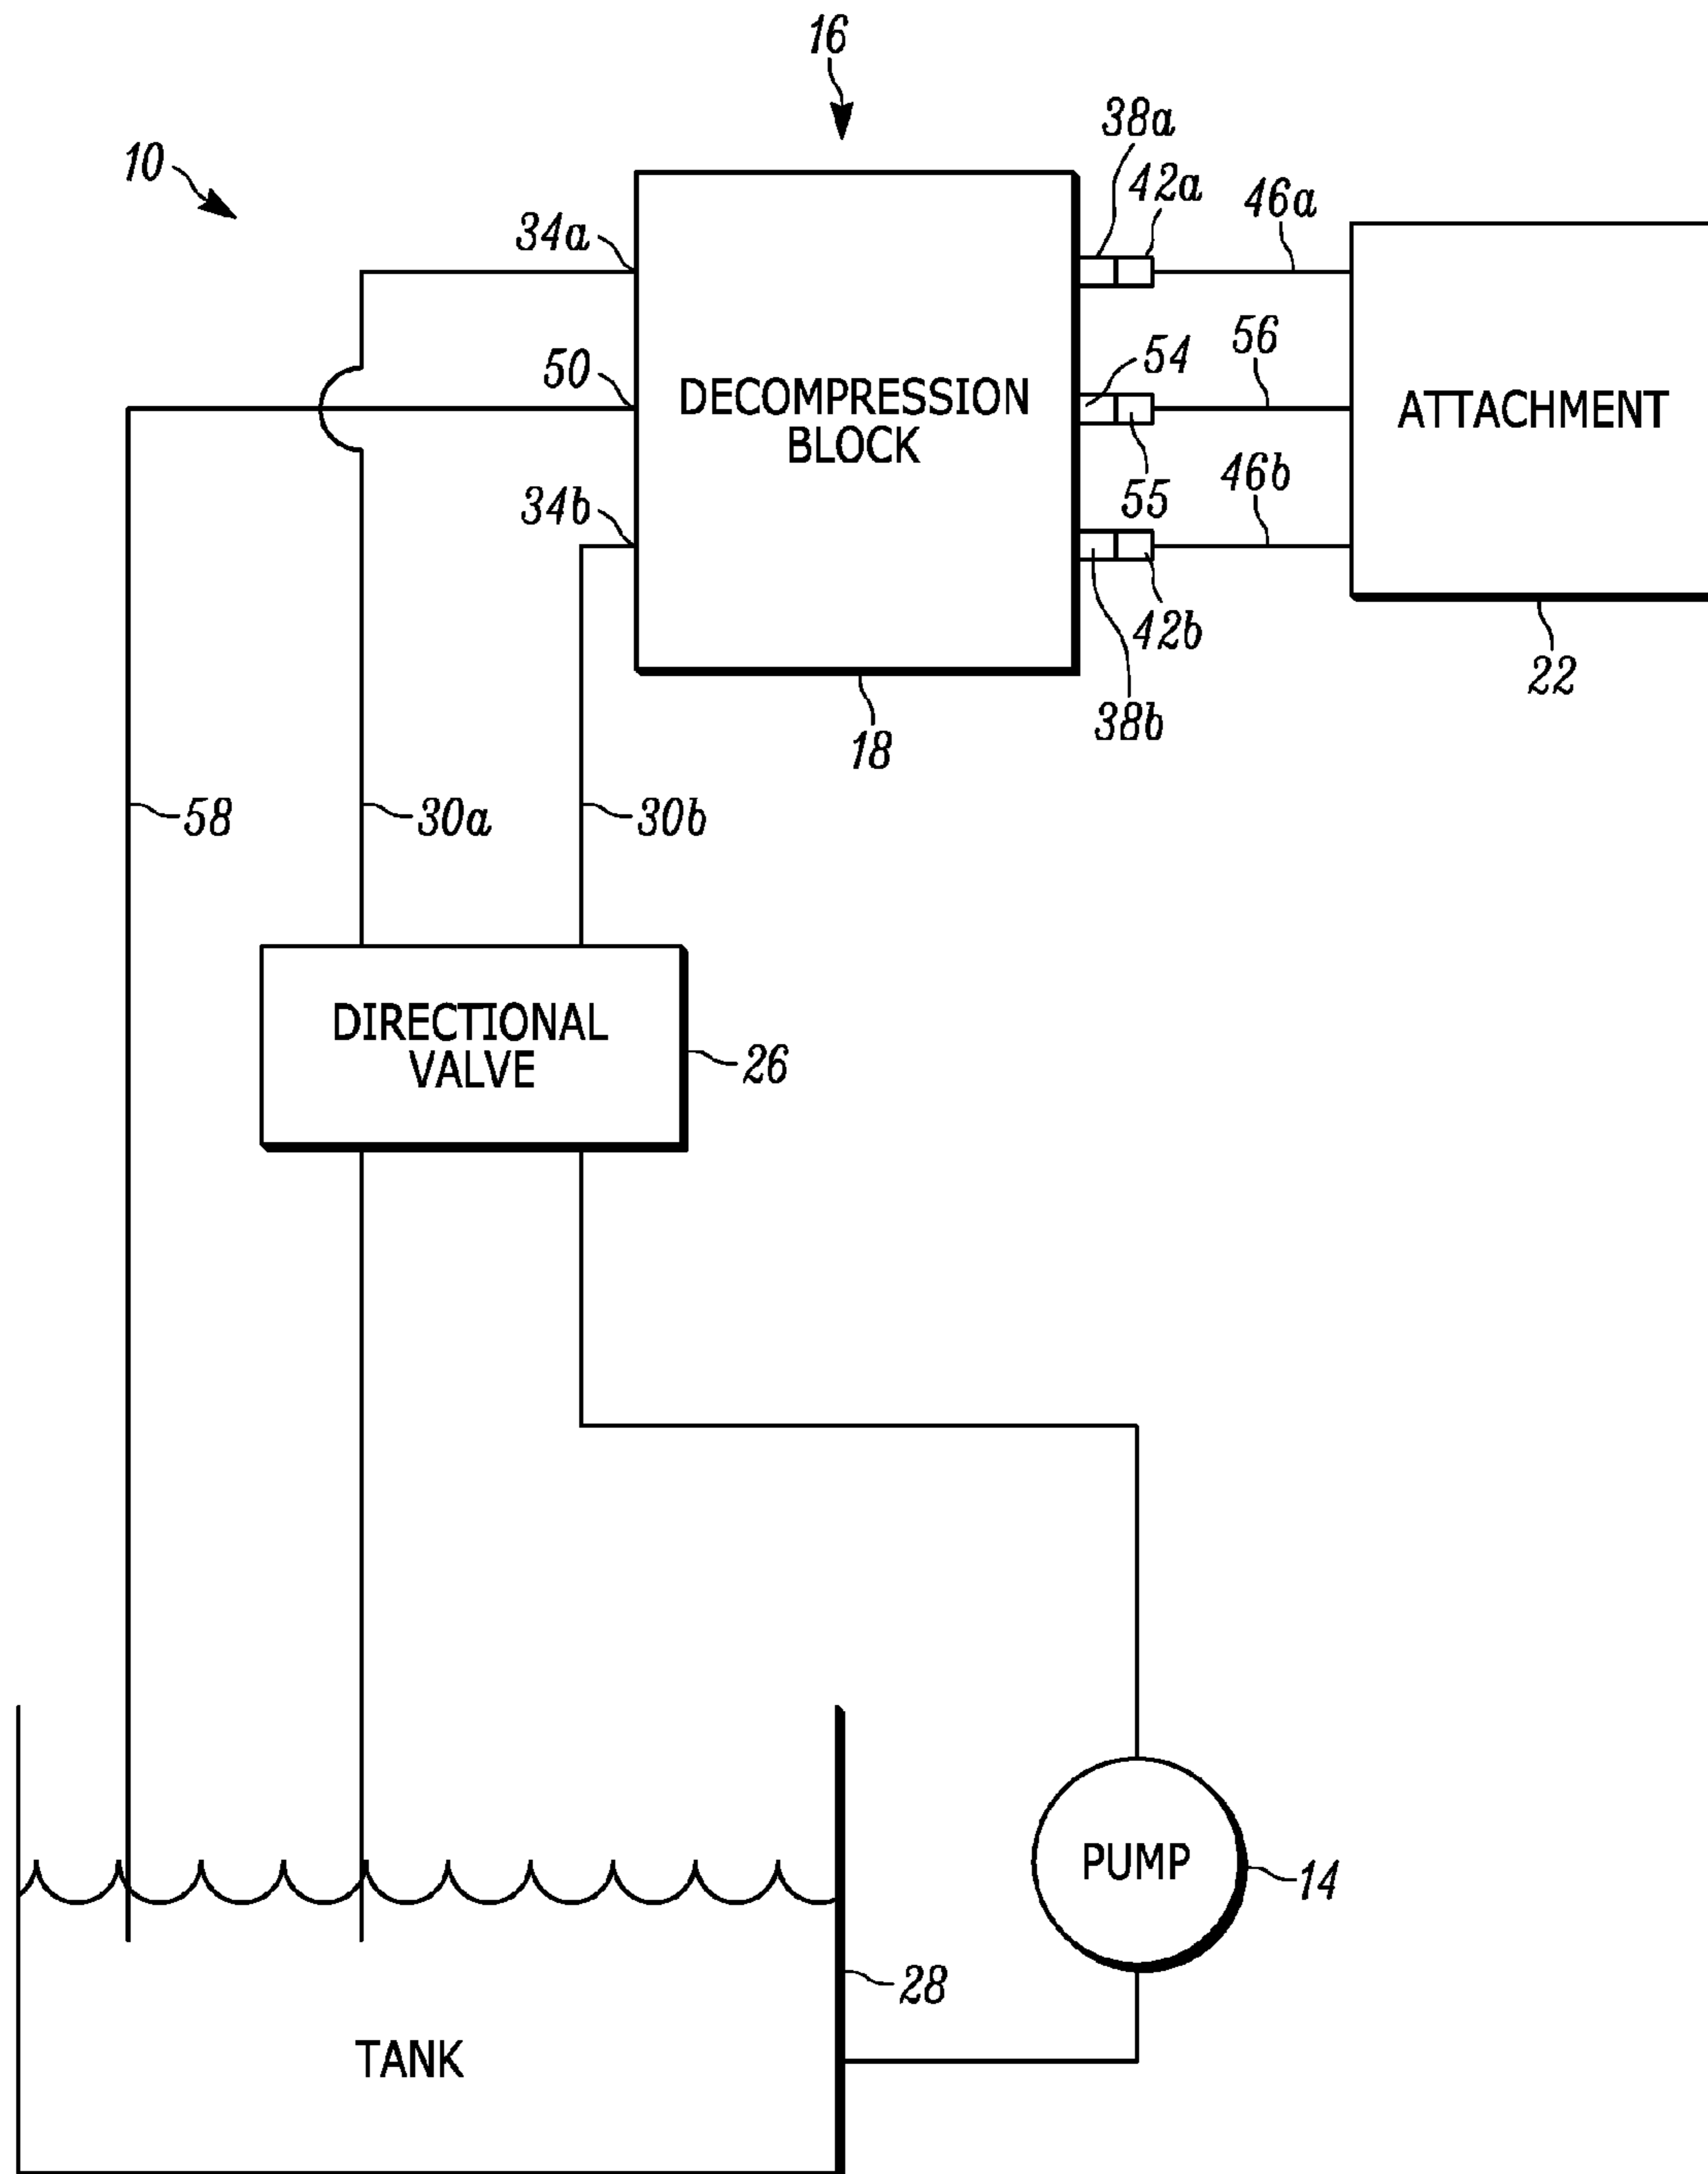 16
10
38a
42a
46a
34a
50
DECOMPRESSION
BLOCK
54
56
ATTACHMENT
34b
55
46b
42b
38b
22
18
58
30a
30b
DIRECTIONAL
VALVE
26
PUMP
14
28
TANK